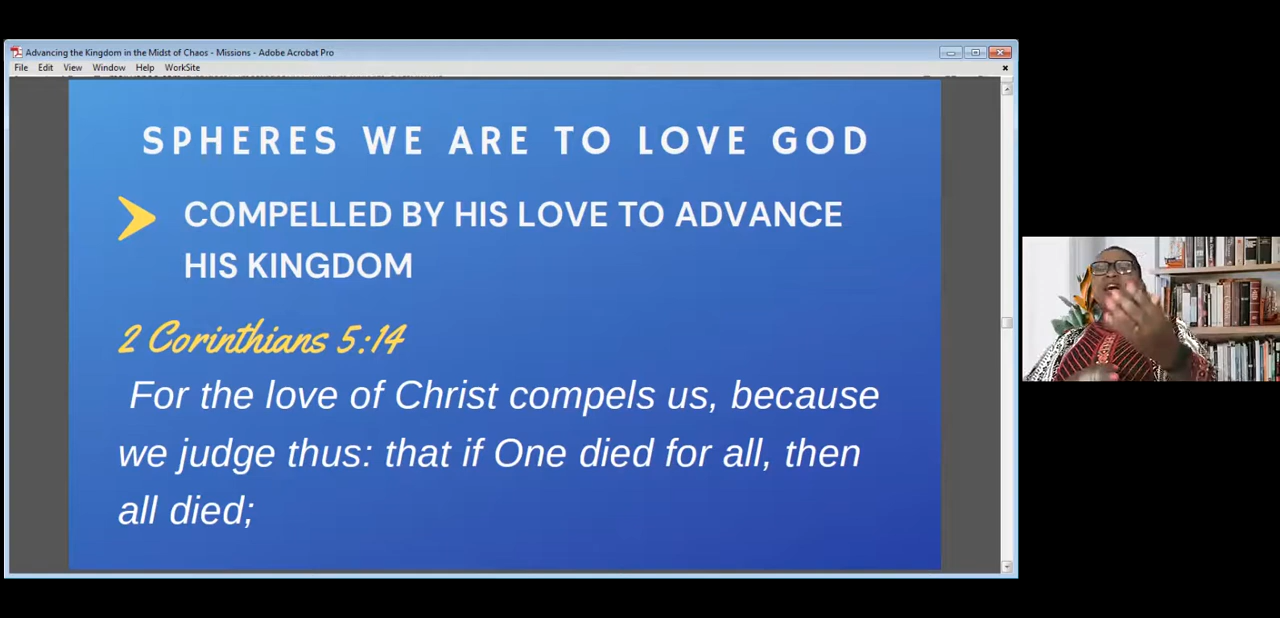 Advancing the Kingdom in the Midst of Chaos - Missions - Adobe Acrobat Pro
File Edit View Window Help WorkSite
SPHERES WE ARE TO LOVE GOD
COMPELLED BY HIS LOVE TO ADVANCE
HIS KINGDOM
2 Corinthians 5:14
For the love of Christ compels us, because
we judge thus: that if One died for all, then
all died;